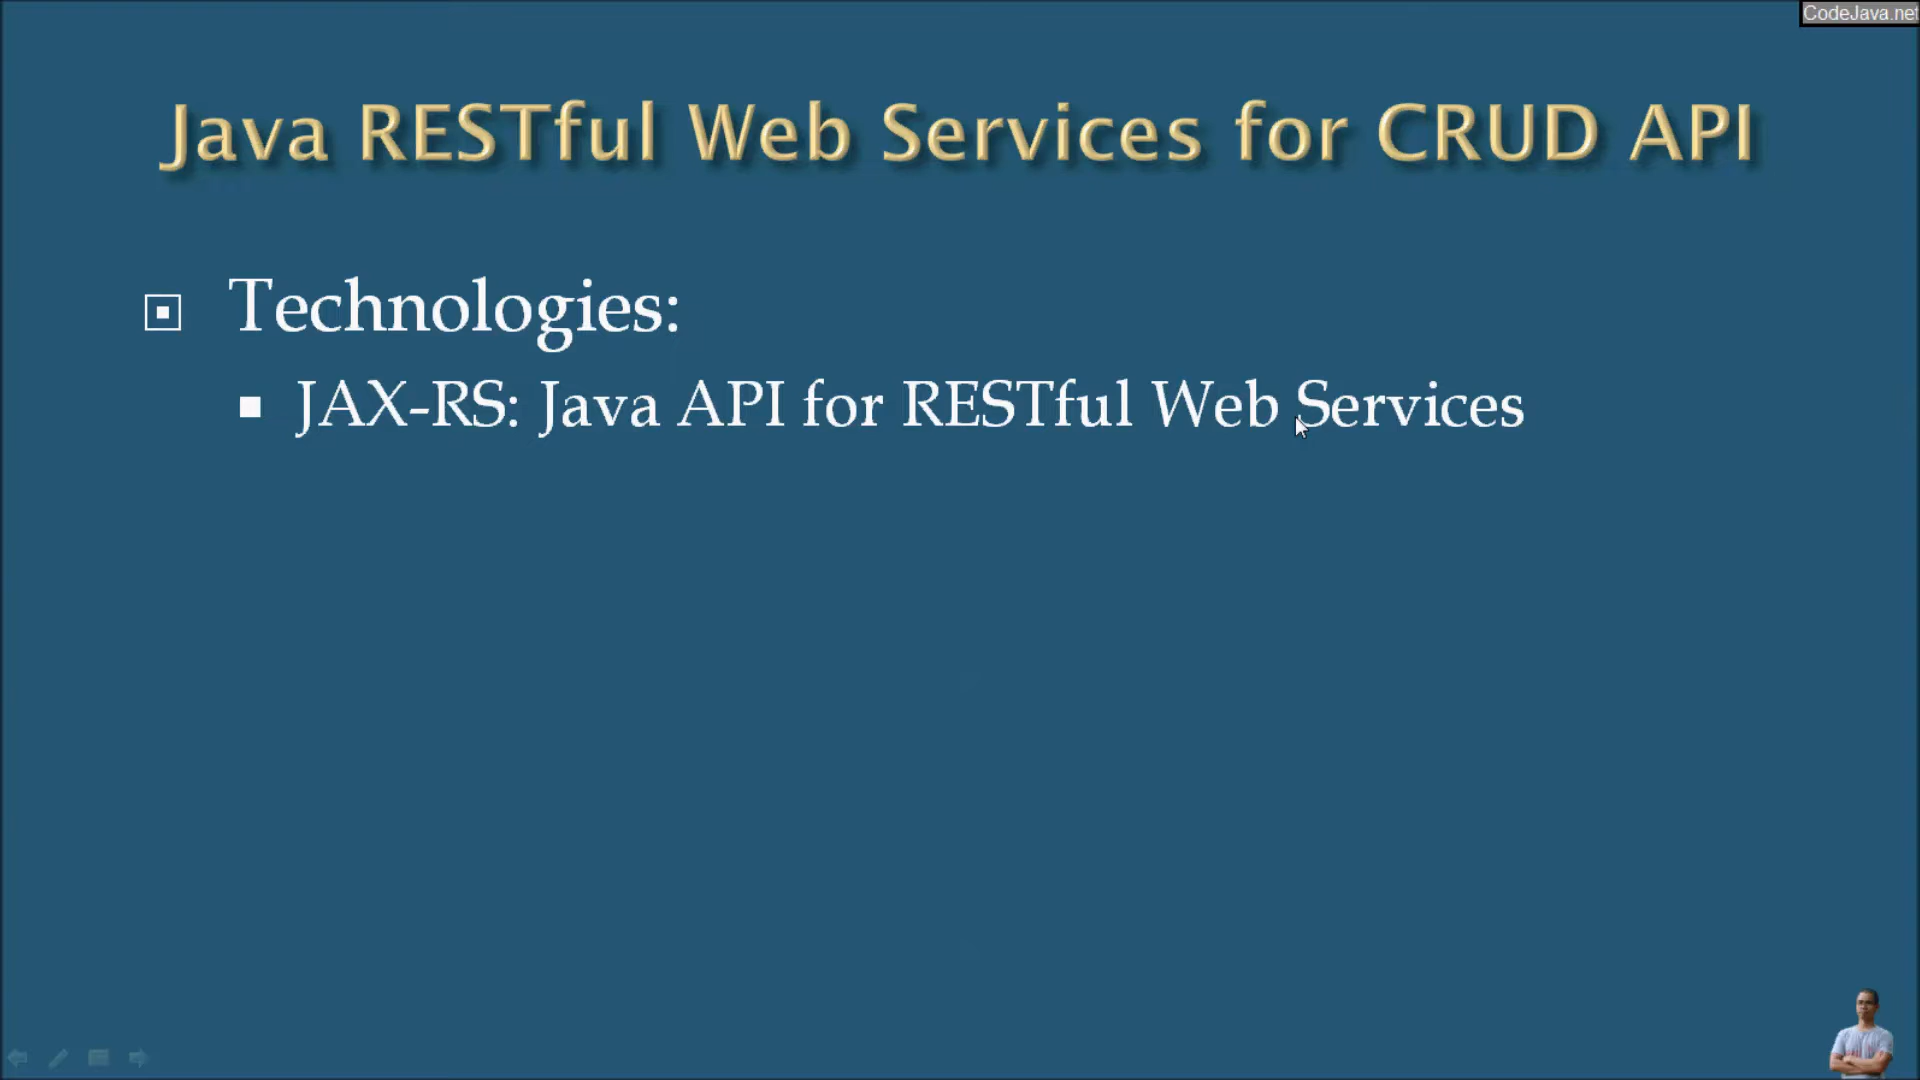 CodeJava.net
Java RESTful Web Services for CRUD API
Technologies:
JAX-RS: Java API for RESTful Web Services